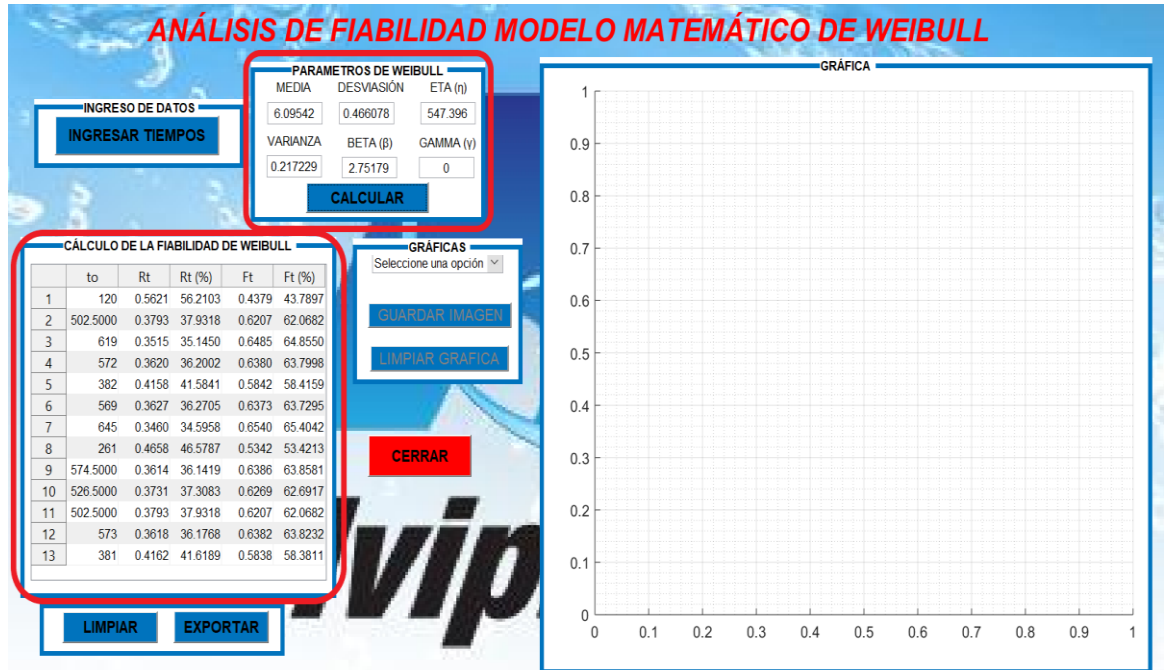 ANÁLISIS DE FIABILIDAD MODELO MATEMÁTICO DE WEIBULL
INGRESO DE DATOS
INGRESAR TIEMPOS
PARAMETROS DE WEIBULL
MEDIA DESVIASIÓN ETA (η)
6.09542 0.466078 547.396
VARIANZA BETA (β) GAMMA (γ)
0.217229 2.75179 0
CALCULAR
CÁLCULO DE LA FIABILIDAD DE WEIBULL
to Rt Rt (%) Ft Ft (%)
1 120 0.5621 56.2103 0.4379 43.7897
2 502.5000 0.3793 37.9318 0.6207 62.0682
3 619 0.3515 35.1450 0.6485 64.8550
4 572 0.3620 36.2002 0.6380 63.7998
5 382 0.4158 41.5841 0.5842 58.4159
6 569 0.3627 36.2705 0.6373 63.7295
7 645 0.3460 34.5958 0.6540 65.4042
8 261 0.4658 46.5787 0.5342 53.4213
9 574.5000 0.3614 36.1419 0.6386 63.8581
10 526.5000 0.3731 37.3083 0.6269 62.6917
11 502.5000 0.3793 37.9318 0.6207 62.0682
12 573 0.3618 36.1768 0.6382 63.8232
13 381 0.4162 41.6189 0.5838 58.3811
LIMPIAR EXPORTAR
GRÁFICAS
Seleccione una opción
GUARDAR IMAGEN
LIMPIAR GRAFICA
CERRAR
GRÁFICA
1
0.9
0.8
0.7
0.6
0.5
0.4
0.3
0.2
0.1
0
0 0.1 0.2 0.3 0.4 0.5 0.6 0.7 0.8 0.9 1